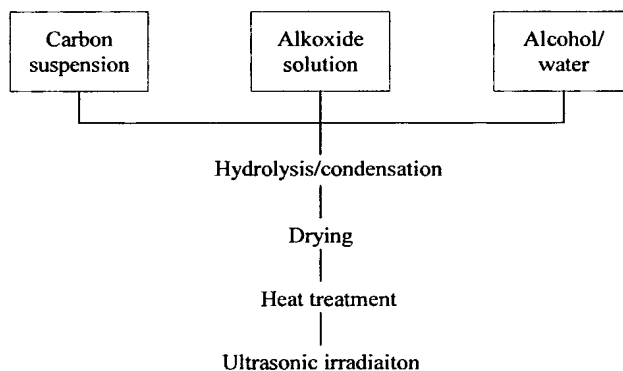 Carbon
suspension
Alkoxide
solution
Alcohol/
water
Hydrolysis/condensation
Drying
Heat treatment
Ultrasonic irradiaiton